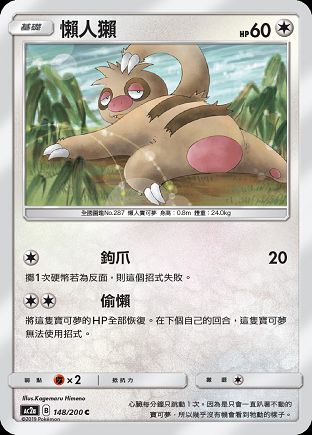 基礎 懶人獺 HP60
全國圖鑑No.287 懶人寶可夢 身高：0.8m 體重：24.0kg
鉤爪 20
擲1次硬幣若為反面，則這個招式失敗。
偷懶
將這隻寶可夢的HP全部恢復。在下個自己的回合，這隻寶可夢
無法使用招式。
弱點 ×2 抵抗力 撤退
Illus.Kagemaru Himeno
AC2a B 148/200 C
©2019 Pokémon
心臟每分鐘只跳動1次。因為是只會一直趴著不動的
寶可夢，所以幾乎沒有機會看到牠動的樣子。